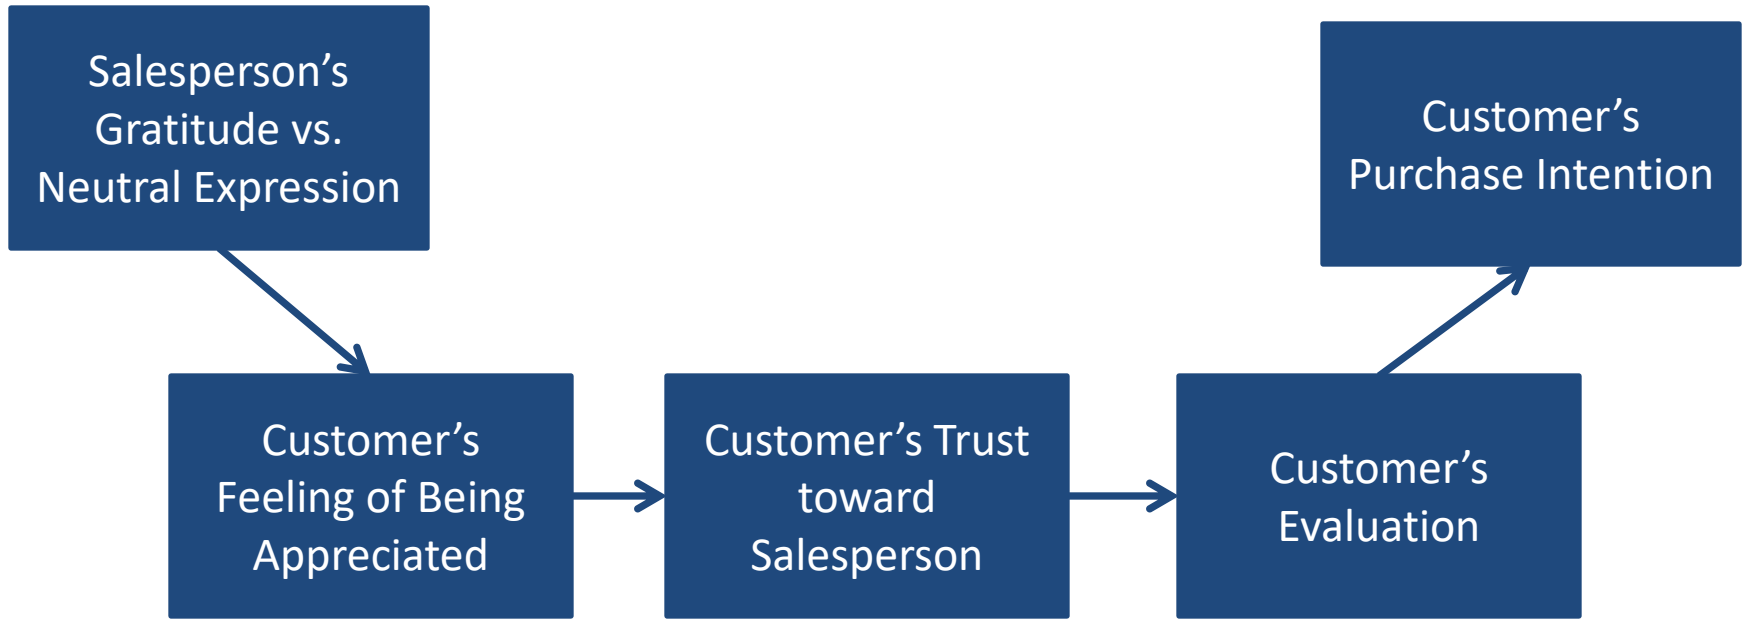 Salesperson’s
Gratitude vs.
Neutral Expression
Customer’s
Purchase Intention
Customer’s
Feeling of Being
Appreciated
Customer’s Trust
toward
Salesperson
Customer’s
Evaluation